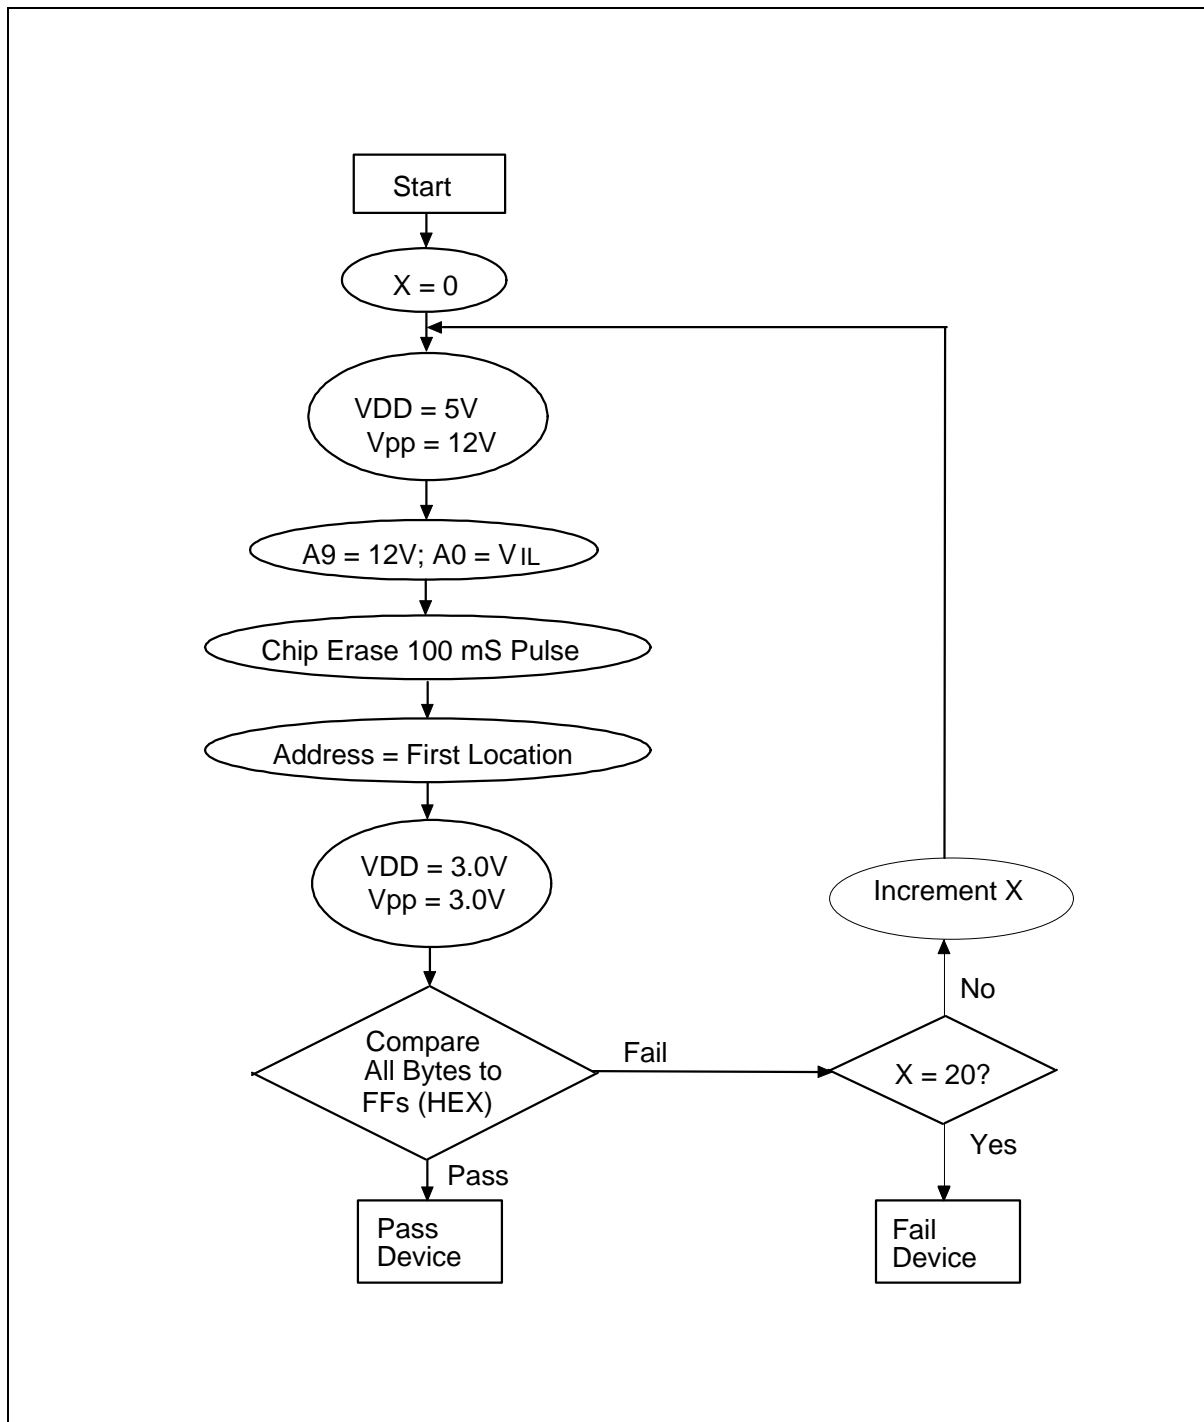 Start
X = 0
VDD = 5V
Vpp = 12V
A9 = 12V; A0 = VIL
Chip Erase 100 mS Pulse
Address = First Location
VDD = 3.0V
Vpp = 3.0V
Increment X
No
Compare
All Bytes to
FFs (HEX)
Fail
X = 20?
Pass
Yes
Pass
Device
Fail
Device